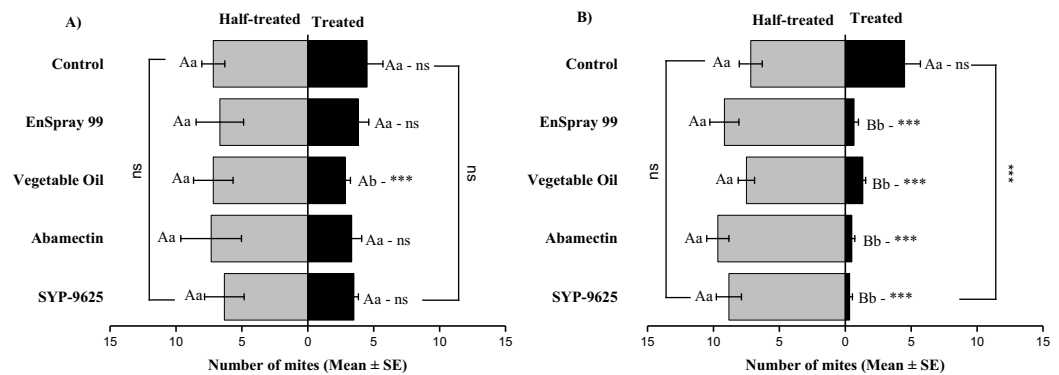 A)
Half-treated Treated
Control
Aa
Aa - ns
EnSpray 99
Aa
Aa - ns
Vegetable Oil
Aa
Ab - ***
Abamectin
Aa
Aa - ns
SYP-9625
Aa
Aa - ns
ns
ns
15 10 5 0 5 10 15
Number of mites (Mean ± SE)
B)
Half-treated Treated
Control
Aa
Aa - ns
EnSpray 99
Aa
Bb - ***
Vegetable Oil
Aa
Bb - ***
Abamectin
Aa
Bb - ***
SYP-9625
Aa
Bb - ***
ns
***
15 10 5 0 5 10 15
Number of mites (Mean ± SE)